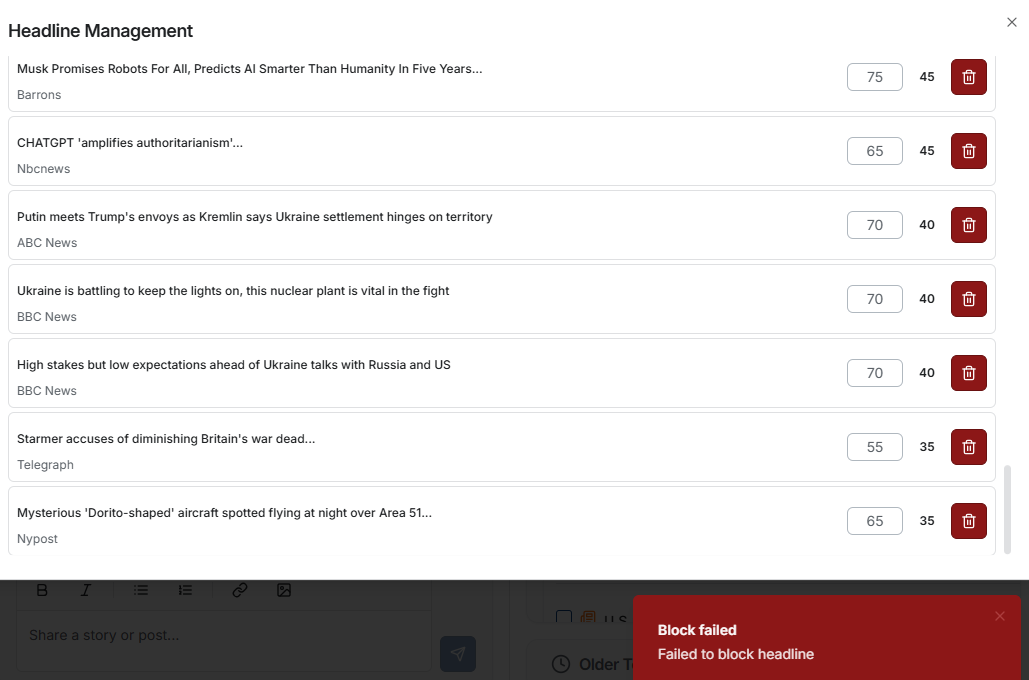 Headline Management
Musk Promises Robots For All, Predicts AI Smarter Than Humanity In Five Years...
Barrons
75
45
CHATGPT 'amplifies authoritarianism'...
Nbcnews
65
45
Putin meets Trump's envoys as Kremlin says Ukraine settlement hinges on territory
ABC News
70
40
Ukraine is battling to keep the lights on, this nuclear plant is vital in the fight
BBC News
70
40
High stakes but low expectations ahead of Ukraine talks with Russia and US
BBC News
70
40
Starmer accuses of diminishing Britain's war dead...
Telegraph
55
35
Mysterious 'Dorito-shaped' aircraft spotted flying at night over Area 51...
Nypost
65
35
B I
Share a story or post...
U.S.
Older
Block failed
Failed to block headline